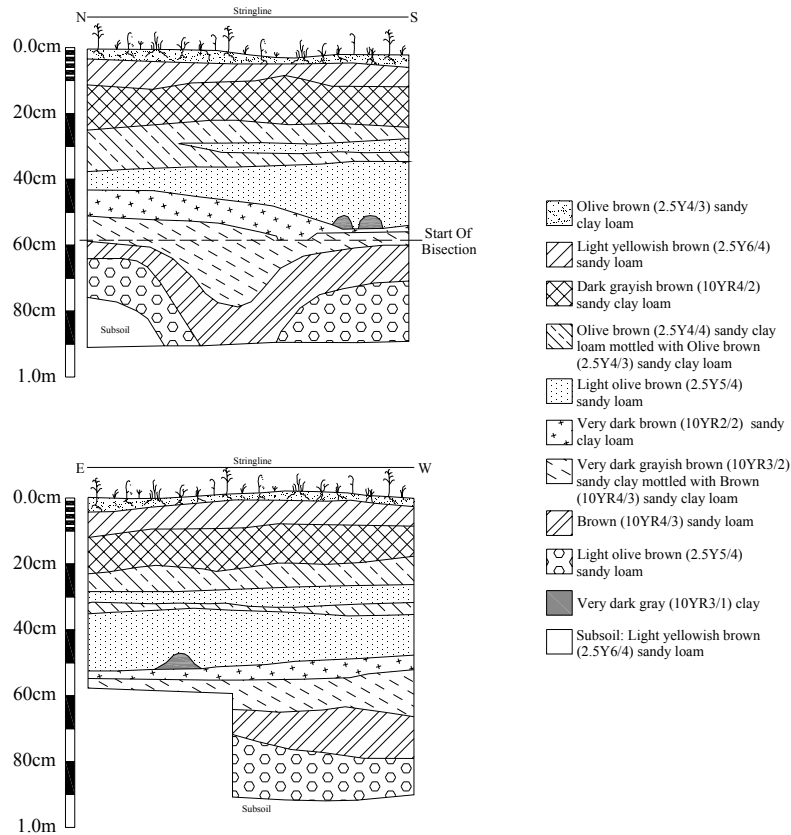 Stringline
N S
0.0cm
20cm
40cm
60cm
80cm
1.0m
Start Of
Bisection
Subsoil
Stringline
E W
0.0cm
20cm
40cm
60cm
80cm
1.0m
Subsoil
Olive brown (2.5Y4/3) sandy
clay loam
Light yellowish brown (2.5Y6/4)
sandy loam
Dark grayish brown (10YR4/2)
sandy clay loam
Olive brown (2.5Y4/4) sandy clay
loam mottled with Olive brown
(2.5Y4/3) sandy clay loam
Light olive brown (2.5Y5/4)
sandy loam
Very dark brown (10YR2/2) sandy
clay loam
Very dark grayish brown (10YR3/2)
sandy clay mottled with Brown
(10YR4/3) sandy clay loam
Brown (10YR4/3) sandy loam
Light olive brown (2.5Y5/4)
sandy loam
Very dark gray (10YR3/1) clay
Subsoil: Light yellowish brown
(2.5Y6/4) sandy loam